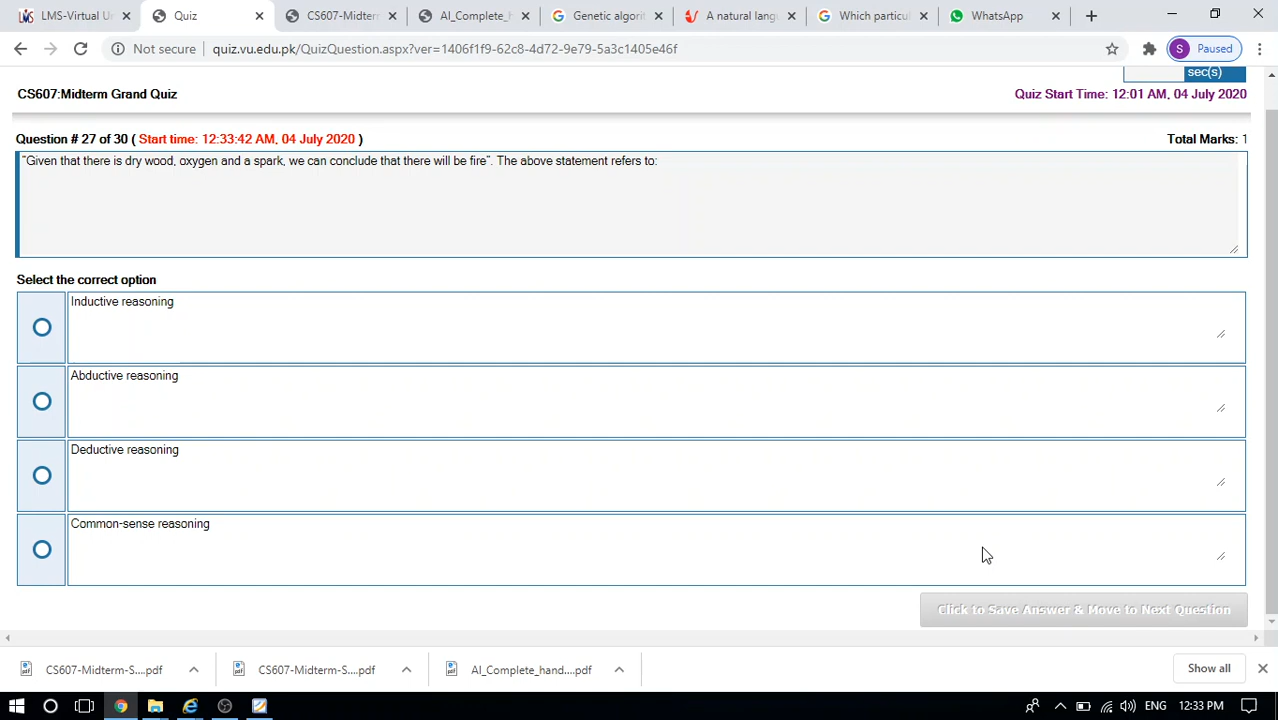 LMS-Virtual Un
Quiz
CS607-Midterm
AI_Complete_h
Genetic algorit
A natural lang
Which particul
WhatsApp
Not secure
quiz.vu.edu.pk/QuizQuestion.aspx?ver=1406f1f9-62c8-4d72-9e79-5a3c1405e46f
S Paused
sec(s)
CS607:Midterm Grand Quiz
Quiz Start Time: 12:01 AM, 04 July 2020
Question # 27 of 30 ( Start time: 12:33:42 AM, 04 July 2020 )
Total Marks: 1
"Given that there is dry wood, oxygen and a spark, we can conclude that there will be fire". The above statement refers to:
Select the correct option
Inductive reasoning
Abductive reasoning
Deductive reasoning
Common-sense reasoning
Click to Save Answer & Move to Next Question
CS607-Midterm-S....pdf
CS607-Midterm-S....pdf
AI_Complete_hand....pdf
Show all
ENG
12:33 PM